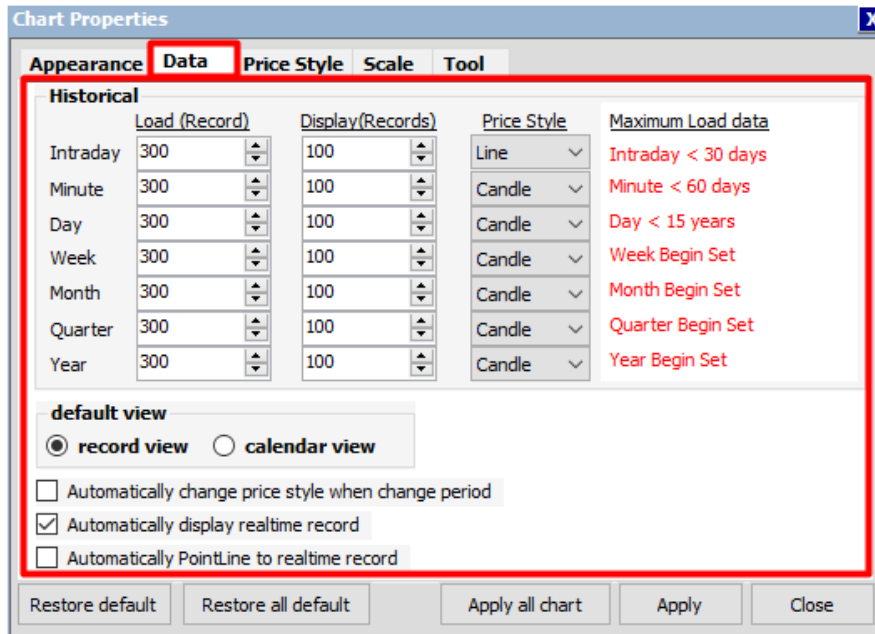 Chart Properties X
Appearance Data Price Style Scale Tool
Historical
Load (Record) Display(Records) Price Style Maximum Load data
Intraday 300 100 Line Intraday < 30 days
Minute 300 100 Candle Minute < 60 days
Day 300 100 Candle Day < 15 years
Week 300 100 Candle Week Begin Set
Month 300 100 Candle Month Begin Set
Quarter 300 100 Candle Quarter Begin Set
Year 300 100 Candle Year Begin Set
default view
record view calendar view
Automatically change price style when change period
Automatically display realtime record
Automatically PointLine to realtime record
Restore default Restore all default Apply all chart Apply Close